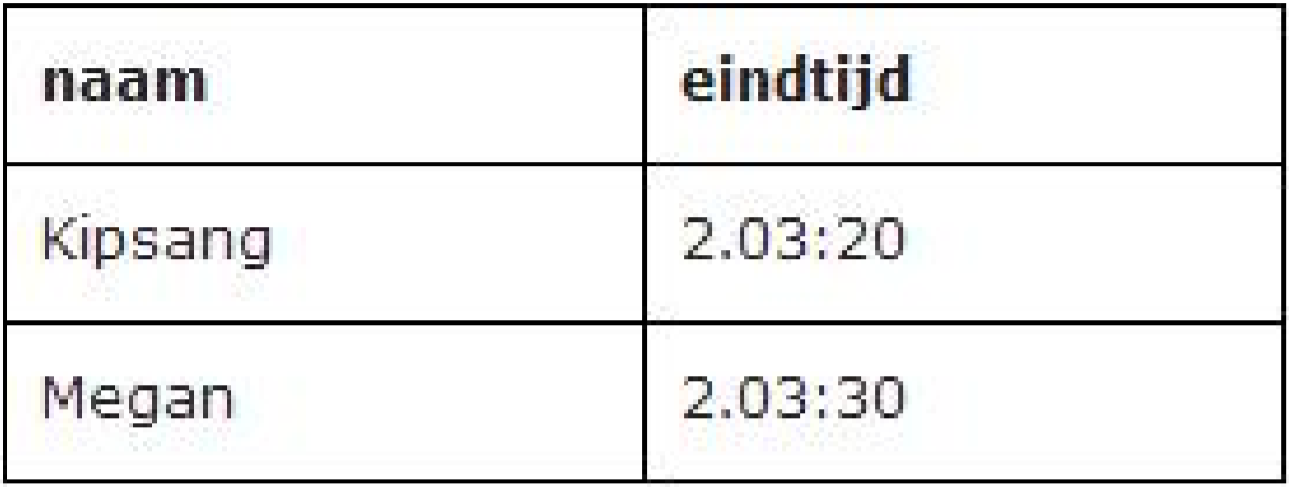 naam eindtijd
Kipsang 2.03:20
Megan 2.03:30